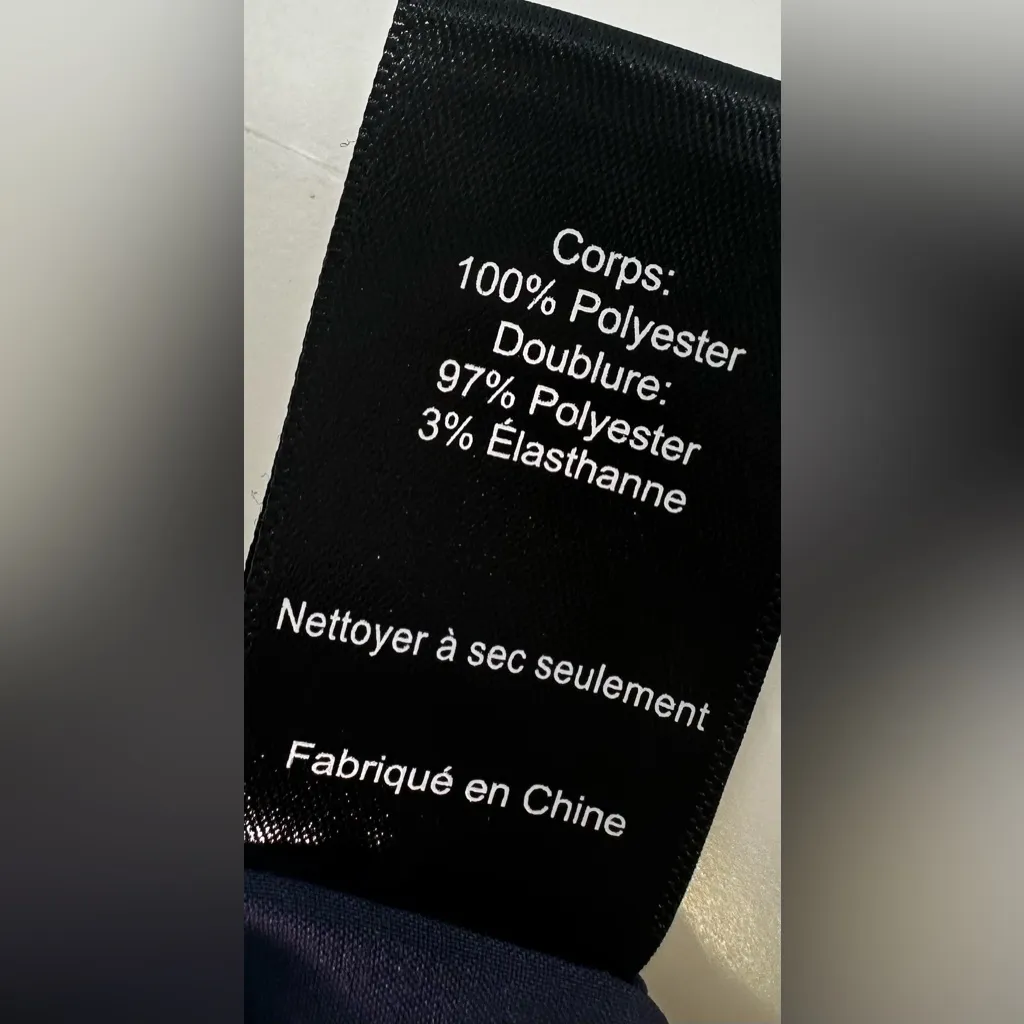 Corps:
100% Polyester
Doublure:
97% Polyester
3% Élasthanne
Nettoyer à sec seulement
Fabriqué en Chine